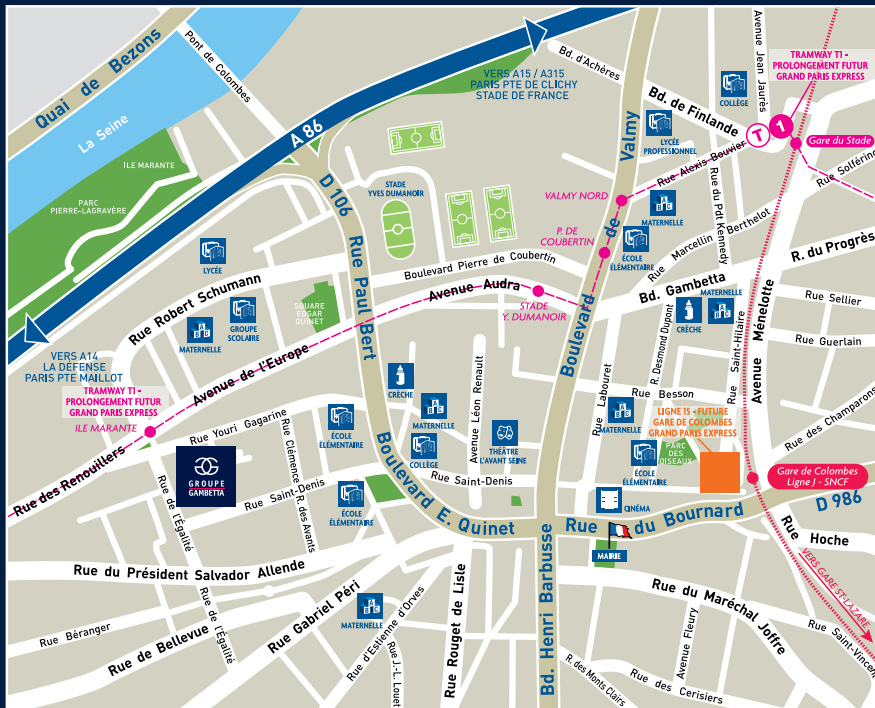 Quai de Bezons
Pont de Colombes
La Seine
A 86
VERS A15 / A315
PARIS PTE DE CLICHY
STADE DE FRANCE
Bd. d'Achères
Bd. de Finlande
Avenue Jean Jaurès
TRAMWAY T1 -
PROLONGEMENT FUTUR
GRAND PARIS EXPRESS
COLLÈGE
T
1
Gare du Stade
LYCÉE
PROFESSIONNEL
Rue Alexis Bouvier
Rue Solférino
ILE MARANTE
PARC
PIERRE-LAGRAVÈRE
D 106
STADE
YVES DUMANOIR
Boulevard de Valmy
VALMY NORD
MATERNELLE
Rue du Pdt Kennedy
P. DE
COUBERTIN
ÉCOLE
ÉLÉMENTAIRE
Rue Marcellin Berthelot
R. du Progrès
LYCÉE
Rue Paul Bert
Boulevard Pierre de Coubertin
Rue Robert Schumann
Avenue Audra
Bd. Gambetta
MATERNELLE
CRÈCHE
Rue Sellier
SQUARE
EDGAR
QUINET
STADE
Y. DUMANOIR
GROUPE
SCOLAIRE
MATERNELLE
R. Desmond Dupont
Rue Saint-Hilaire
Avenue Ménelotte
Rue Guerlain
VERS A14
LA DÉFENSE
PARIS PTE MAILLOT
Avenue de l'Europe
TRAMWAY T1 -
PROLONGEMENT FUTUR
GRAND PARIS EXPRESS
ILE MARANTE
CRÈCHE
Avenue Léon Renault
Rue Labouret
Rue Besson
MATERNELLE
MATERNELLE
LIGNE 15 - FUTURE
GARE DE COLOMBES
GRAND PARIS EXPRESS
Rue des Champarons
Rue Youri Gagarine
ÉCOLE
ÉLÉMENTAIRE
COLLÈGE
THÉÂTRE
L'AVANT SEINE
PARC
DES
OISEAUX
ÉCOLE
ÉLÉMENTAIRE
Rue des Renouillers
GROUPE
GAMBETTA
Rue Clémence
R. des Avants
Rue Saint-Denis
Rue Saint-Denis
Gare de Colombes
Ligne J - SNCF
ÉCOLE
ÉLÉMENTAIRE
CINÉMA
D 986
Rue de l'Égalité
Boulevard E. Quinet
Rue du Bournard
MAIRIE
Rue Hoche
VERS GARE ST-LAZARE
Rue du Président Salvador Allende
Bd. Henri Barbusse
Rue du Maréchal Joffre
Rue Gabriel Péri
MATERNELLE
Rue d'Estienne d'Orves
Rue Rouget de Lisle
Rue Béranger
Rue de Bellevue
Rue de l'Égalité
Rue J.-L. Louet
Avenue Fleury
Rue Saint-Vincent
R. des Monts Clairs
Rue des Cerisiers